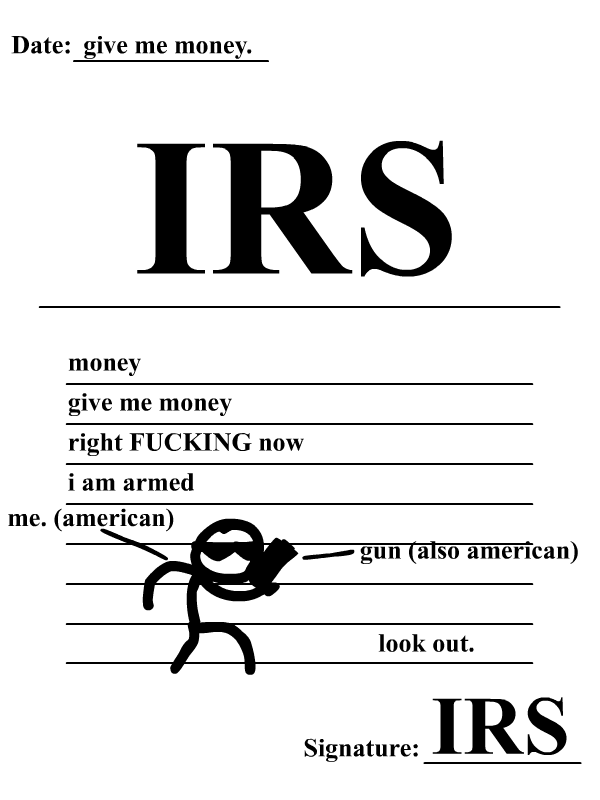 Date: give me money.
IRS
money
give me money
right FUCKING now
i am armed
me. (american)
gun (also american)
look out.
Signature: IRS